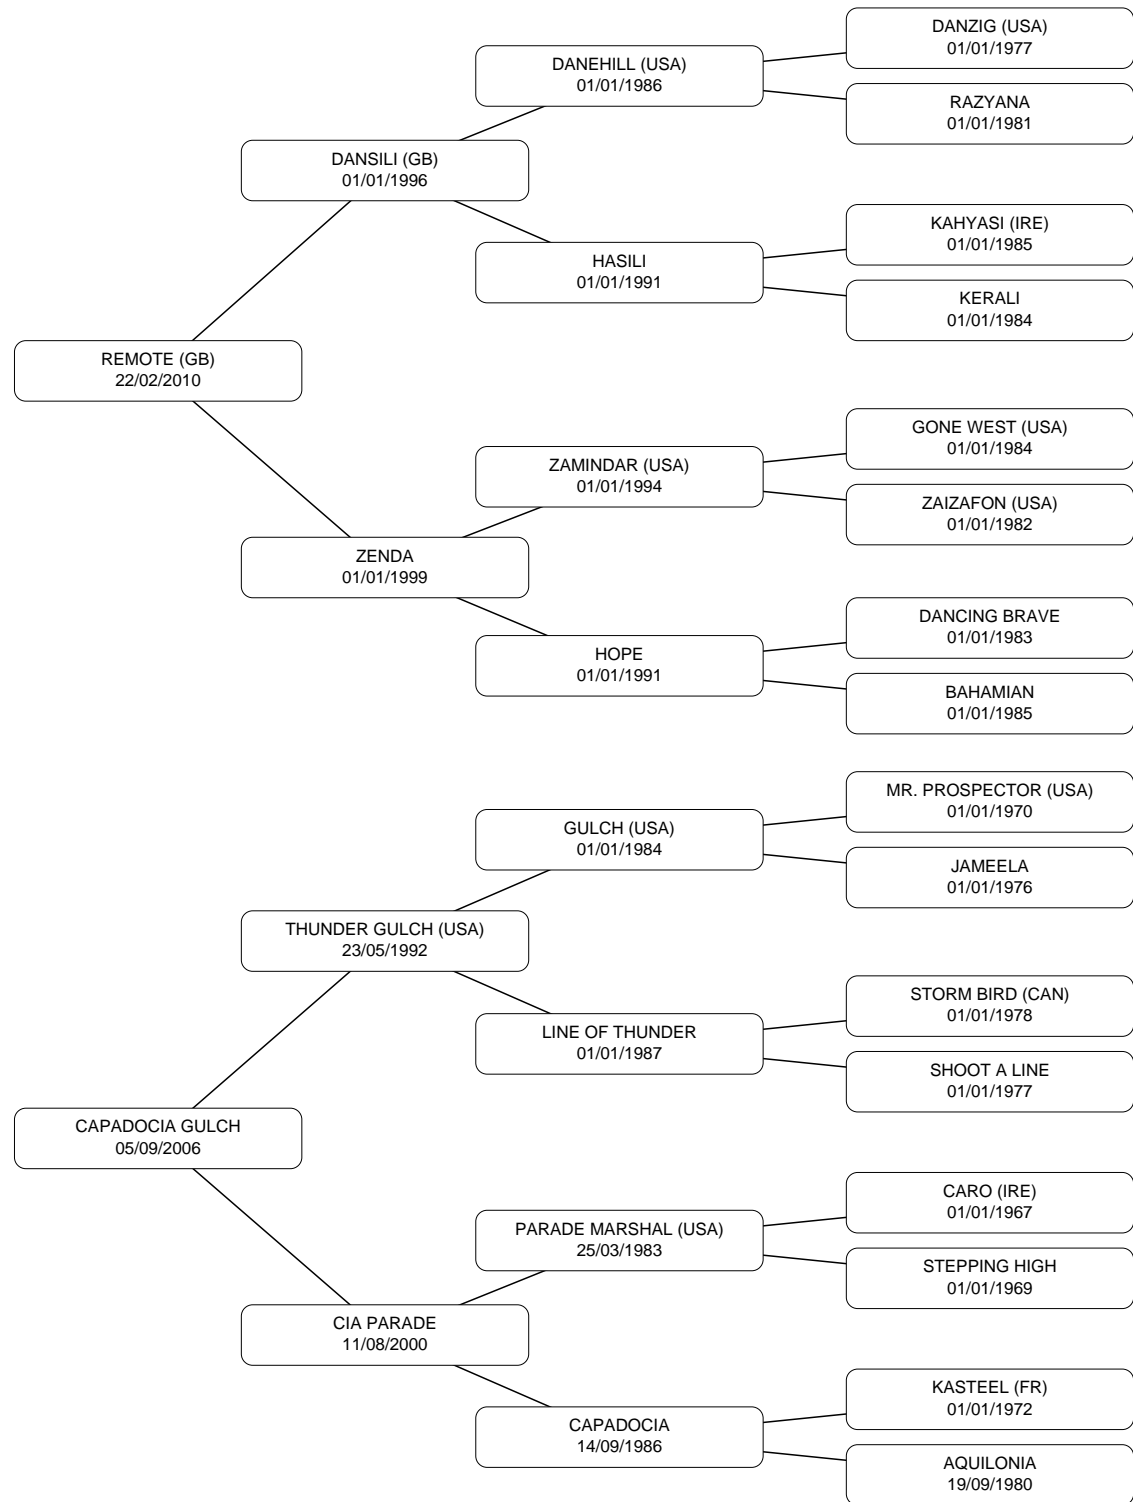 DANZIG (USA)
01/01/1977
DANEHILL (USA)
01/01/1986
RAZYANA
01/01/1981
DANSILI (GB)
01/01/1996
KAHYASI (IRE)
01/01/1985
HASILI
01/01/1991
KERALI
01/01/1984
REMOTE (GB)
22/02/2010
GONE WEST (USA)
01/01/1984
ZAMINDAR (USA)
01/01/1994
ZAIZAFON (USA)
01/01/1982
ZENDA
01/01/1999
DANCING BRAVE
01/01/1983
HOPE
01/01/1991
BAHAMIAN
01/01/1985
MR. PROSPECTOR (USA)
01/01/1970
GULCH (USA)
01/01/1984
JAMEELA
01/01/1976
THUNDER GULCH (USA)
23/05/1992
STORM BIRD (CAN)
01/01/1978
LINE OF THUNDER
01/01/1987
SHOOT A LINE
01/01/1977
CAPADOCIA GULCH
05/09/2006
CARO (IRE)
01/01/1967
PARADE MARSHAL (USA)
25/03/1983
STEPPING HIGH
01/01/1969
CIA PARADE
11/08/2000
KASTEEL (FR)
01/01/1972
CAPADOCIA
14/09/1986
AQUILONIA
19/09/1980